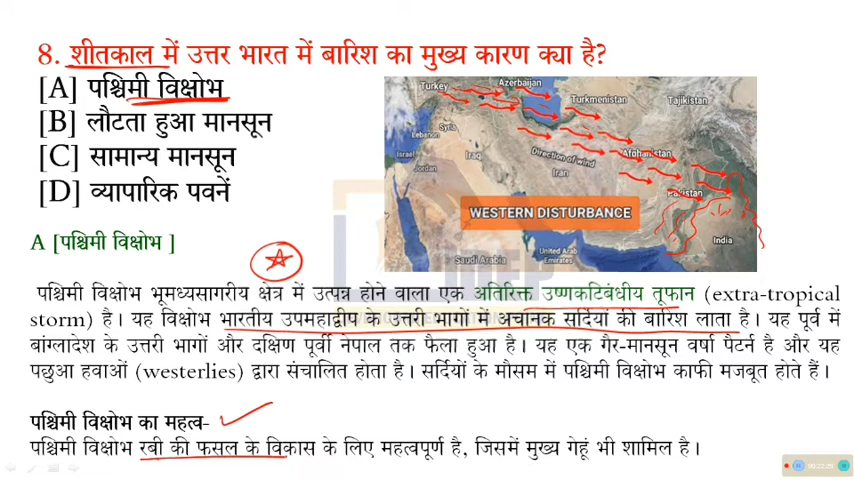 8. शीतकाल में उत्तर भारत में बारिश का मुख्य कारण क्या है?
[A] पश्चिमी विक्षोभ
[B] लौटता हुआ मानसून
[C] सामान्य मानसून
[D] व्यापारिक पवनें
A [पश्चिमी विक्षोभ ]
Turkey
Azerbaijan
Turkmenistan
Tajikistan
Syria
Lebanon
Israel
Iraq
Jordan
Direction of wind
Iran
Afghanistan
Pakistan
WESTERN DISTURBANCE
India
Saudi Arabia
United Arab
Emirates
Oman
पश्चिमी विक्षोभ भूमध्यसागरीय क्षेत्र में उत्पन्न होने वाला एक अतिरिक्त उष्णकटिबंधीय तूफान (extra-tropical
storm) है। यह विक्षोभ भारतीय उपमहाद्वीप के उत्तरी भागों में अचानक सर्दियों की बारिश लाता है। यह पूर्व में
बांग्लादेश के उत्तरी भागों और दक्षिण पूर्वी नेपाल तक फैला हुआ है। यह एक गैर-मानसून वर्षा पैटर्न है और यह
पछुआ हवाओं (westerlies) द्वारा संचालित होता है। सर्दियों के मौसम में पश्चिमी विक्षोभ काफी मजबूत होते हैं।
पश्चिमी विक्षोभ का महत्व-
पश्चिमी विक्षोभ रबी की फसल के विकास के लिए महत्वपूर्ण है, जिसमें मुख्य गेहूं भी शामिल है।